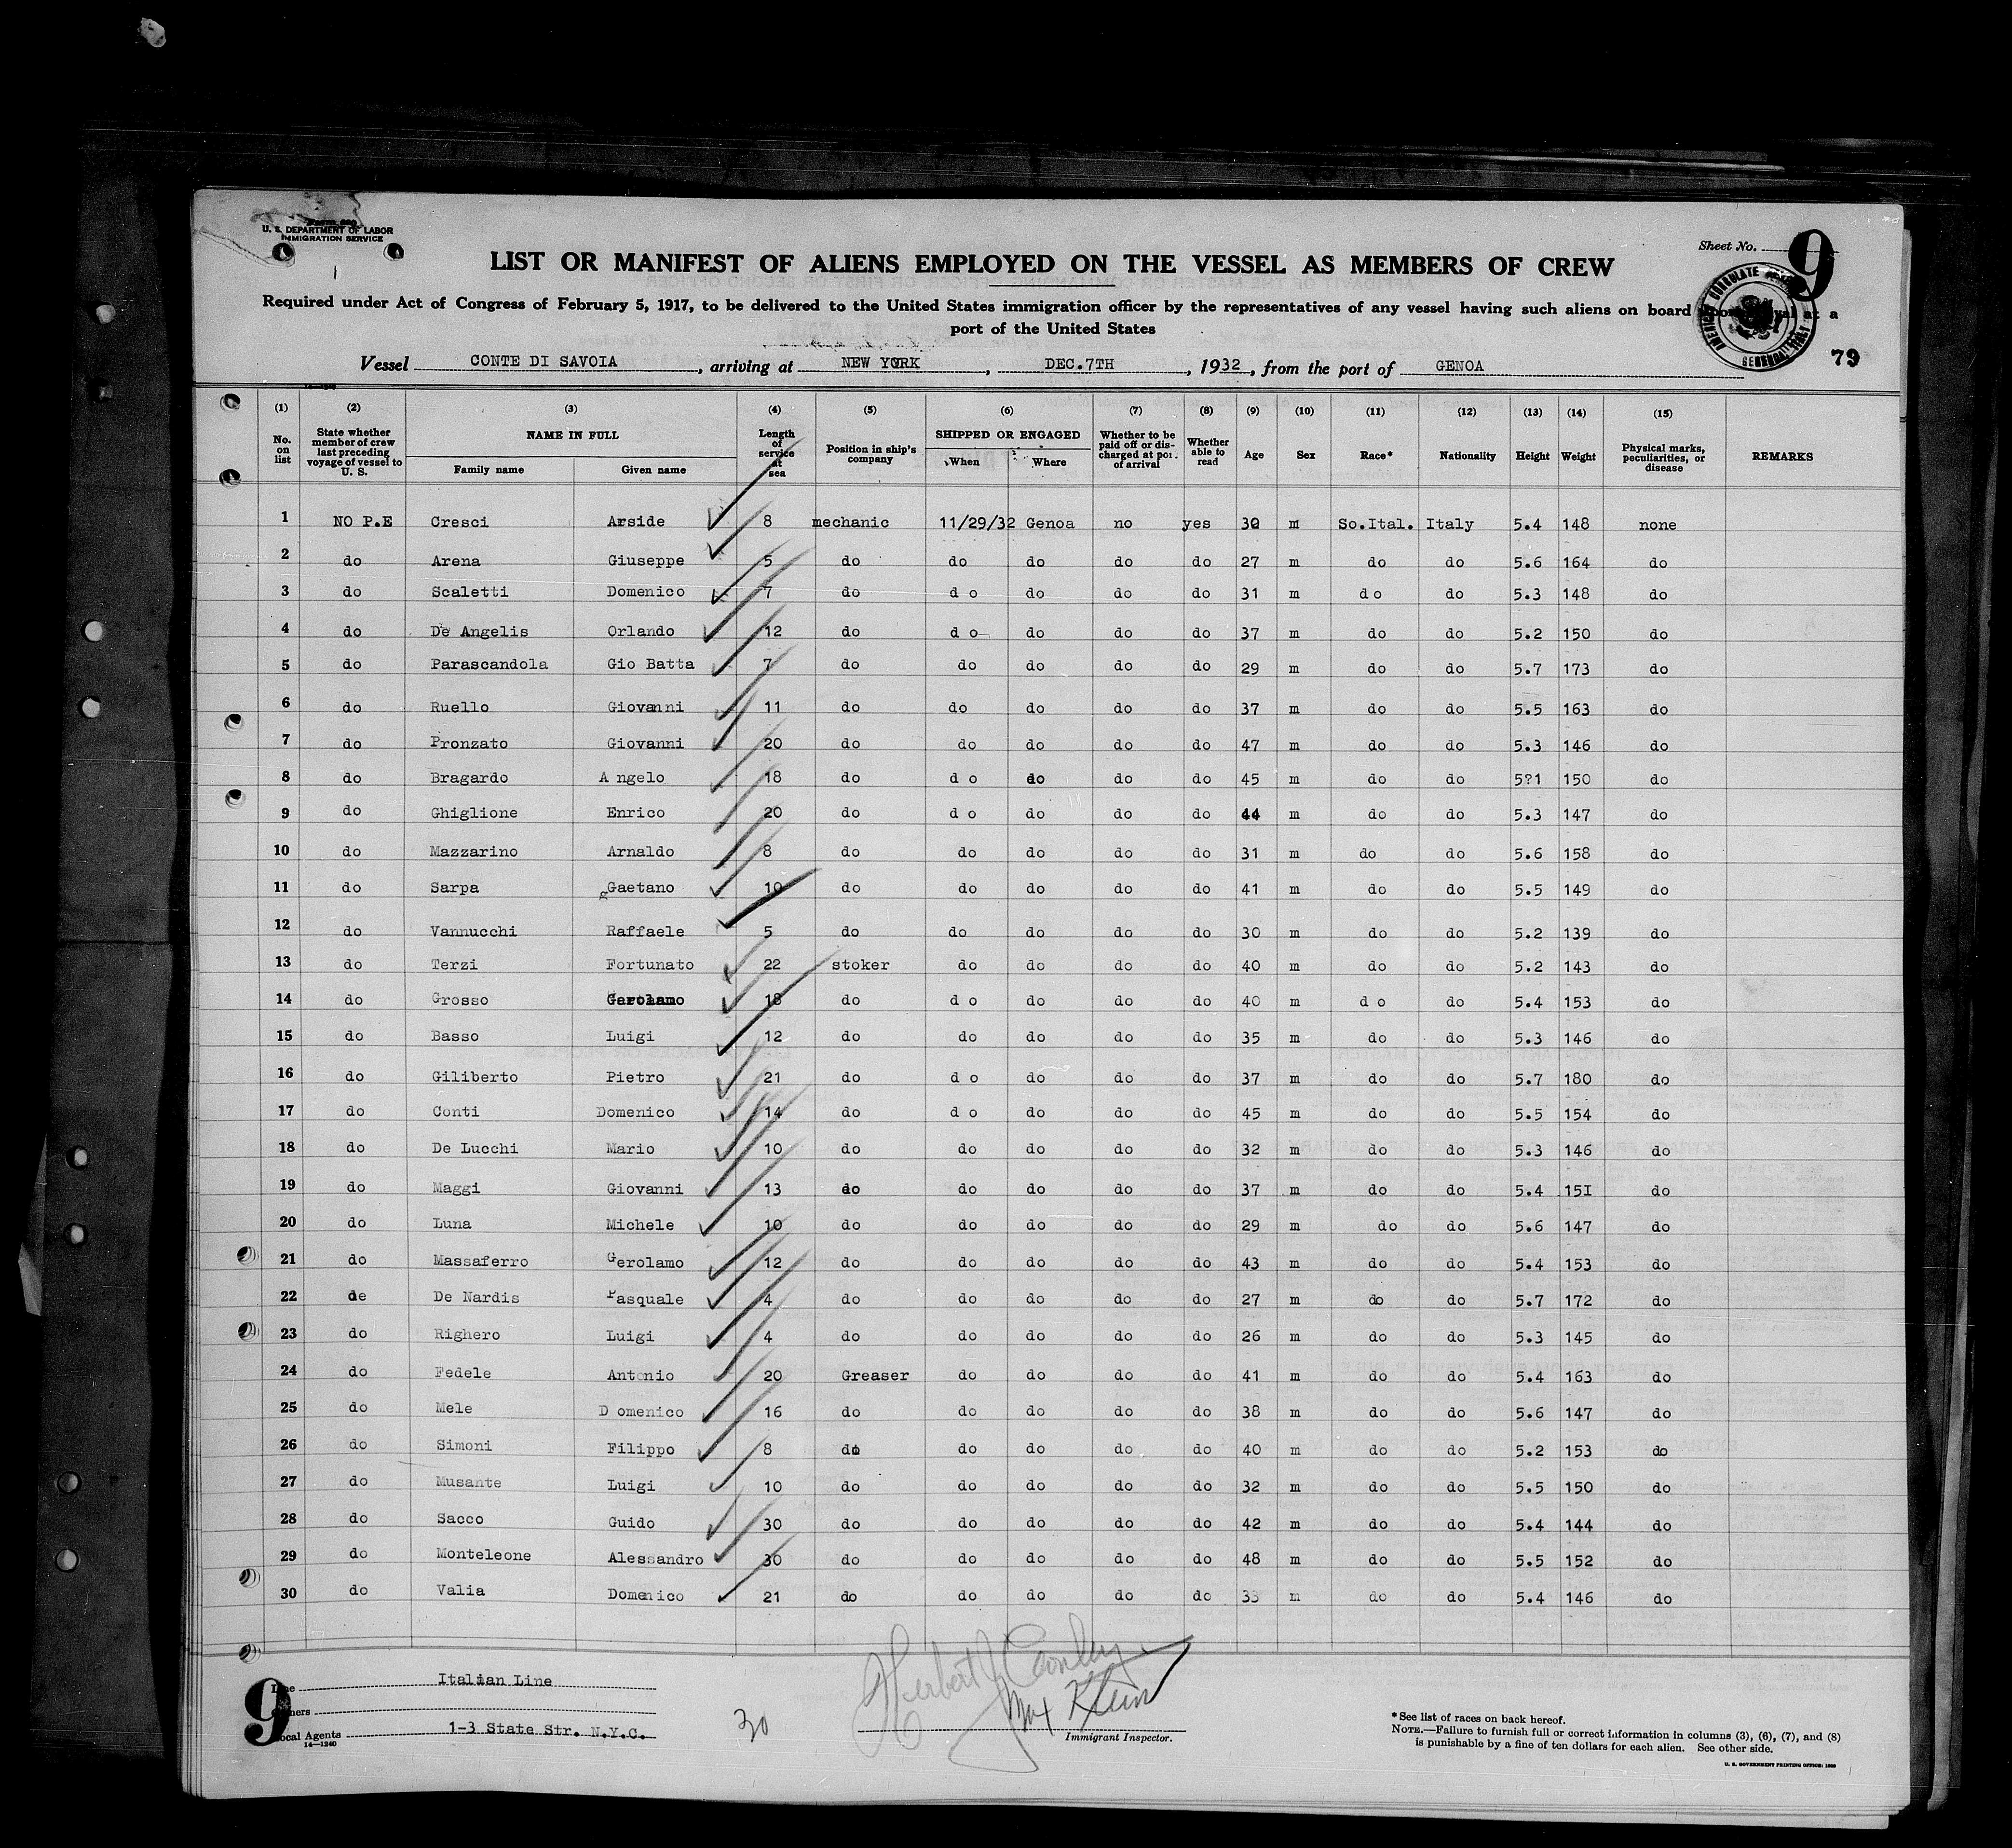 U. S. DEPARTMENT OF LABOR
IMMIGRATION SERVICE
Sheet No. 9
LIST OR MANIFEST OF ALIENS EMPLOYED ON THE VESSEL AS MEMBERS OF CREW
Required under Act of Congress of February 5, 1917, to be delivered to the United States immigration officer by the representatives of any vessel having such aliens on board upon arrival at a
port of the United States
Vessel CONTE DI SAVOIA, arriving at NEW YORK, DEC.7TH, 1932, from the port of GENOA
79
(1) (2) (3) (4) (5) (6) (7) (8) (9) (10) (11) (12) (13) (14) (15)
No. on list State whether member of crew last preceding voyage of vessel to U. S. NAME IN FULL Family name Given name Length of service at sea Position in ship's company SHIPPED OR ENGAGED When Where Whether to be paid off or discharged at port of arrival Whether able to read Age Sex Race* Nationality Height Weight Physical marks, peculiarities, or disease REMARKS
1 NO P.E Cresci Arside 8 mechanic 11/29/32 Genoa no yes 30 m So.Ital. Italy 5.4 148 none
2 do Arena Giuseppe 5 do do do do do 27 m do do 5.6 164 do
3 do Scaletti Domenico 7 do d o do do do 31 m do do 5.3 148 do
4 do De Angelis Orlando 12 do d o do do do 37 m do do 5.2 150 do
5 do Parascandola Gio Batta 7 do do do do do 29 m do do 5.7 173 do
6 do Ruello Giovanni 11 do do do do do 37 m do do 5.5 163 do
7 do Pronzato Giovanni 20 do do do do do 47 m do do 5.3 146 do
8 do Bragardo A ngelo 18 do d o do do do 45 m do do 5?1 150 do
9 do Ghiglione Enrico 20 do d o do do do 44 m do do 5.3 147 do
10 do Mazzarino Arnaldo 8 do do do do do 31 m do do 5.6 158 do
11 do Sarpa gGaetano 10 do do do do do 41 m do do 5.5 149 do
12 do Vannucchi Raffaele 5 do do do do do 30 m do do 5.2 139 do
13 do Terzi Fortunato 22 stoker do do do do 40 m do do 5.2 143 do
14 do Grosso Gerolamo 18 do d o do do do 40 m d o do 5.4 153 do
15 do Basso Luigi 12 do do do do do 35 m do do 5.3 146 do
16 do Giliberto Pietro 21 do d o do do do 37 m do do 5.7 180 do
17 do Conti Domenico 14 do d o do do do 45 m do do 5.5 154 do
18 do De Lucchi Mario 10 do do do do do 32 m do do 5.3 146 do
19 do Maggi Giovanni 13 do do do do do 37 m do do 5.4 15I do
20 do Luna Michele 10 do do do do do 29 m do do 5.6 147 do
21 do Massaferro Gerolamo 12 do do do do do 43 m do do 5.4 153 do
22 de De Nardis Pasquale 4 do do do do do 27 m do do 5.7 172 do
23 do Righero Luigi 4 do do do do do 26 m do do 5.3 145 do
24 do Fedele Antonio 20 Greaser do do do do 41 m do do 5.4 163 do
25 do Mele D omenico 16 do do do do do 38 m do do 5.6 147 do
26 do Simoni Filippo 8 do do do do do 40 m do do 5.2 153 do
27 do Musante Luigi 10 do do do do do 32 m do do 5.5 150 do
28 do Sacco Guido 30 do do do do do 42 m do do 5.4 144 do
29 do Monteleone Alessandro 30 do do do do do 48 m do do 5.5 152 do
30 do Valia Domenico 21 do do do do do 33 m do do 5.4 146 do
9
Line Italian Line
Owners
Local Agents 1-3 State Str. N.Y.C.
14—1240
30
Max Klein
Immigrant Inspector.
*See list of races on back hereof.
NOTE.—Failure to furnish full or correct information in columns (3), (6), (7), and (8)
is punishable by a fine of ten dollars for each alien. See other side.
U. S. GOVERNMENT PRINTING OFFICE: